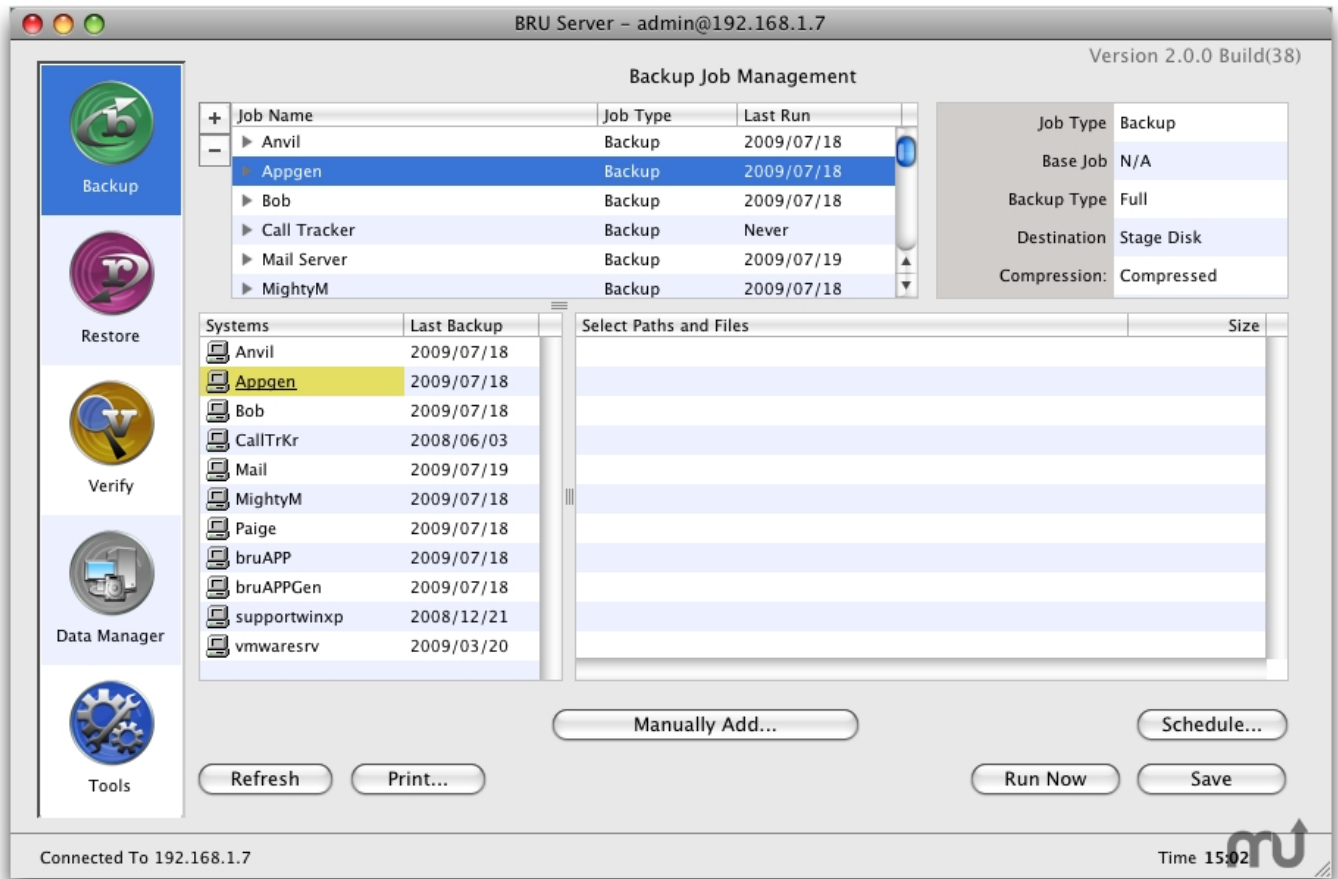 BRU Server – admin@192.168.1.7
Version 2.0.0 Build(38)
Backup Job Management
Backup
Restore
Verify
Data Manager
Tools
+
−
Job Name Job Type Last Run
Anvil Backup 2009/07/18
Appgen Backup 2009/07/18
Bob Backup 2009/07/18
Call Tracker Backup Never
Mail Server Backup 2009/07/19
MightyM Backup 2009/07/18
Job Type Backup
Base Job N/A
Backup Type Full
Destination Stage Disk
Compression: Compressed
Systems Last Backup
Anvil 2009/07/18
Appgen 2009/07/18
Bob 2009/07/18
CallTrKr 2008/06/03
Mail 2009/07/19
MightyM 2009/07/18
Paige 2009/07/18
bruAPP 2009/07/18
bruAPPGen 2009/07/18
supportwinxp 2008/12/21
vmwaresrv 2009/03/20
Select Paths and Files Size
Manually Add...
Schedule...
Refresh
Print...
Run Now
Save
Connected To 192.168.1.7
Time 15:02